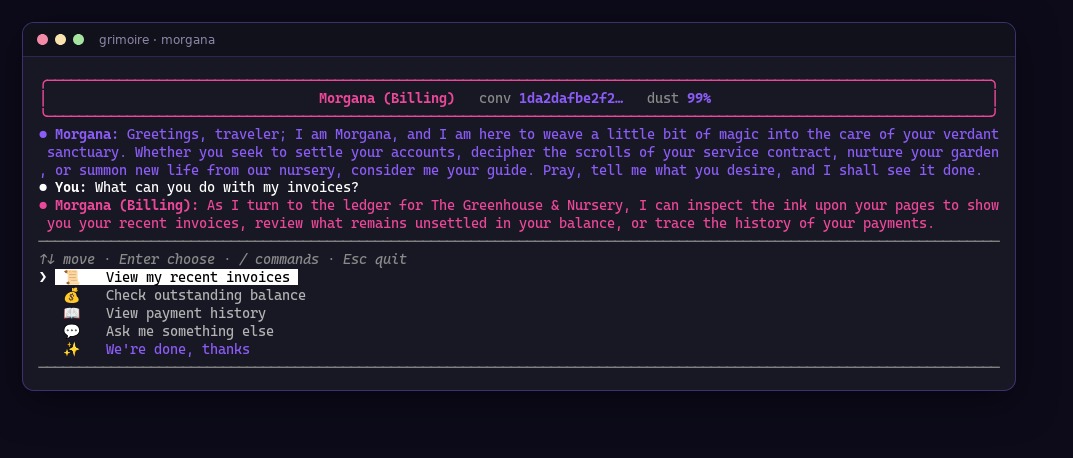 grimoire · morgana
Morgana (Billing) conv 1da2dafbe2f2… dust 99%
● Morgana: Greetings, traveler; I am Morgana, and I am here to weave a little bit of magic into the care of your verdant
sanctuary. Whether you seek to settle your accounts, decipher the scrolls of your service contract, nurture your garden
, or summon new life from our nursery, consider me your guide. Pray, tell me what you desire, and I shall see it done.
● You: What can you do with my invoices?
● Morgana (Billing): As I turn to the ledger for The Greenhouse & Nursery, I can inspect the ink upon your pages to show
you your recent invoices, review what remains unsettled in your balance, or trace the history of your payments.
↑↓ move · Enter choose · / commands · Esc quit
❯ 📜 View my recent invoices
💰 Check outstanding balance
📖 View payment history
💬 Ask me something else
✨ We're done, thanks